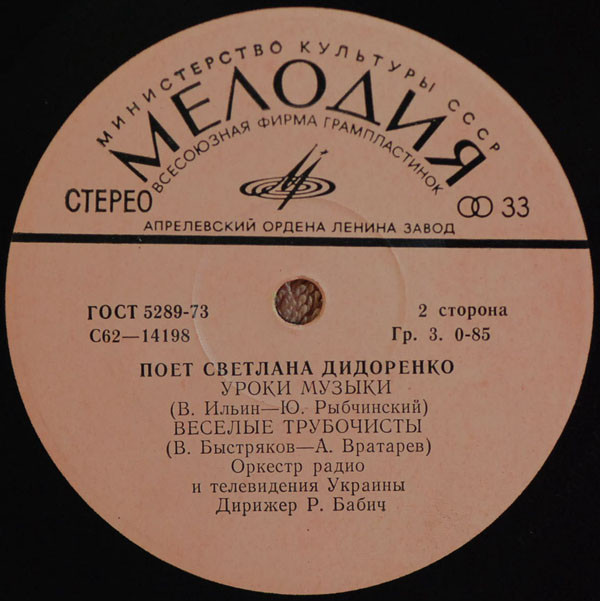 МИНИСТЕРСТВО КУЛЬТУРЫ СССР
МЕЛОДИЯ
ВСЕСОЮЗНАЯ ФИРМА ГРАМПЛАСТИНОК
СТЕРЕО
33
АПРЕЛЕВСКИЙ ОРДЕНА ЛЕНИНА ЗАВОД
ГОСТ 5289-73 2 сторона
С62—14198 Гр. 3. 0-85
ПОЕТ СВЕТЛАНА ДИДОРЕНКО
УРОКИ МУЗЫКИ
(В. Ильин—Ю. Рыбчинский)
ВЕСЕЛЫЕ ТРУБОЧИСТЫ
(В. Быстряков—А. Вратарев)
Оркестр радио
и телевидения Украины
Дирижер Р. Бабич